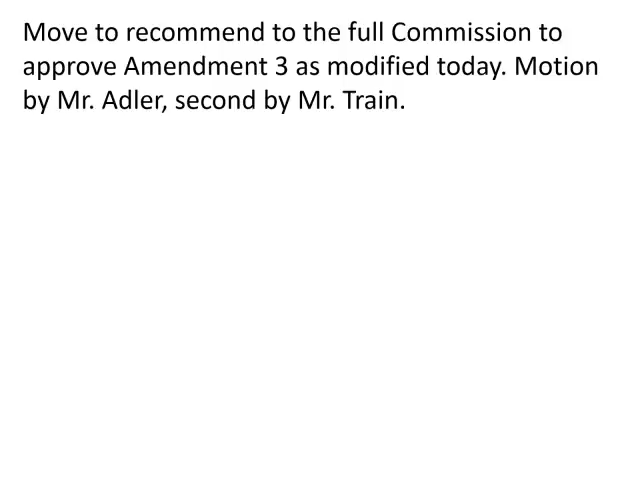 Move to recommend to the full Commission to
approve Amendment 3 as modified today. Motion
by Mr. Adler, second by Mr. Train.